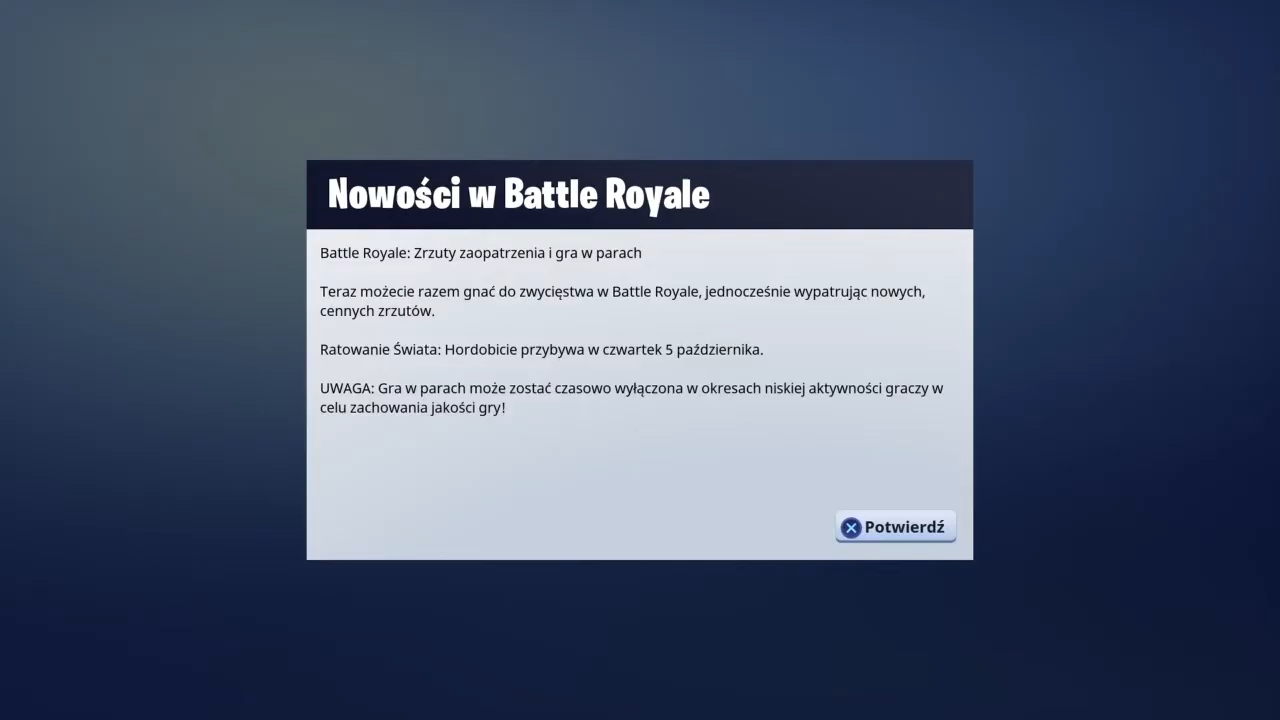 Nowości w Battle Royale
Battle Royale: Zrzuty zaopatrzenia i gra w parach
Teraz możecie razem gnać do zwycięstwa w Battle Royale, jednocześnie wypatrując nowych,
cennych zrzutów.
Ratowanie Świata: Hordobicie przybywa w czwartek 5 października.
UWAGA: Gra w parach może zostać czasowo wyłączona w okresach niskiej aktywności graczy w
celu zachowania jakości gry!
Potwierdź